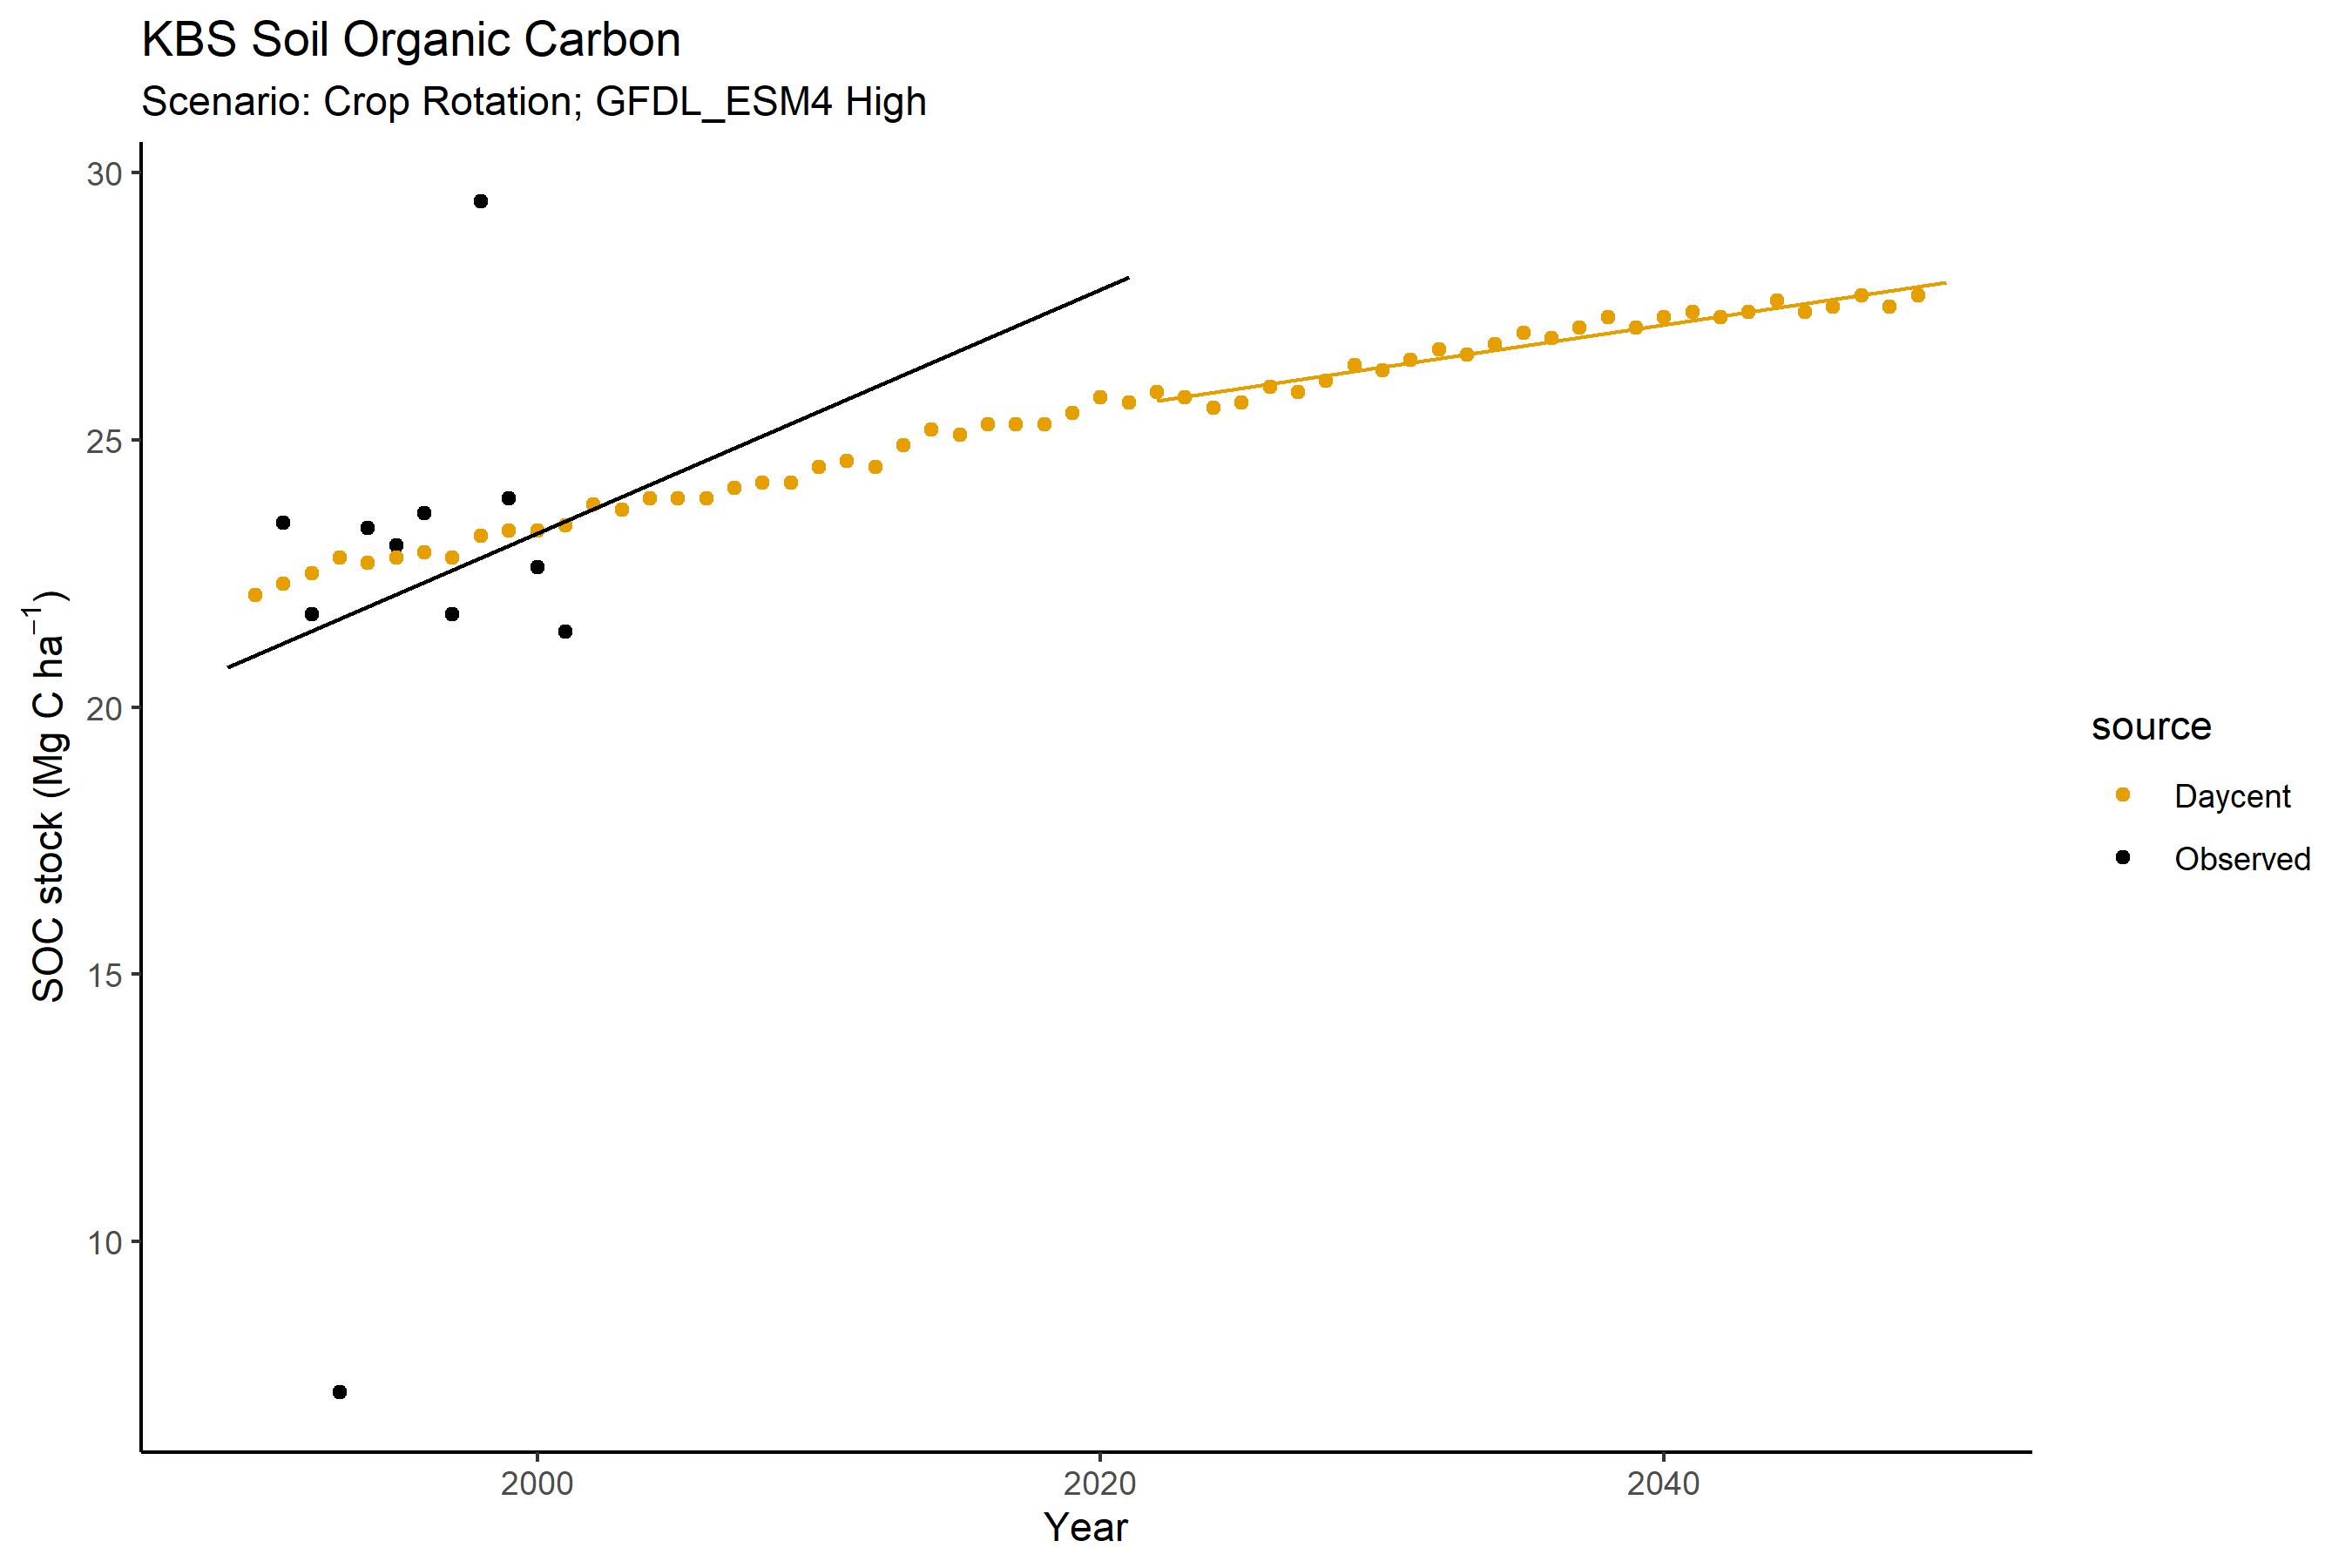 KBS Soil Organic Carbon
Scenario: Crop Rotation; GFDL_ESM4 High
SOC stock (Mg C ha⁻¹)
30
25
20
15
10
2000
2020
2040
Year
source
Daycent
Observed